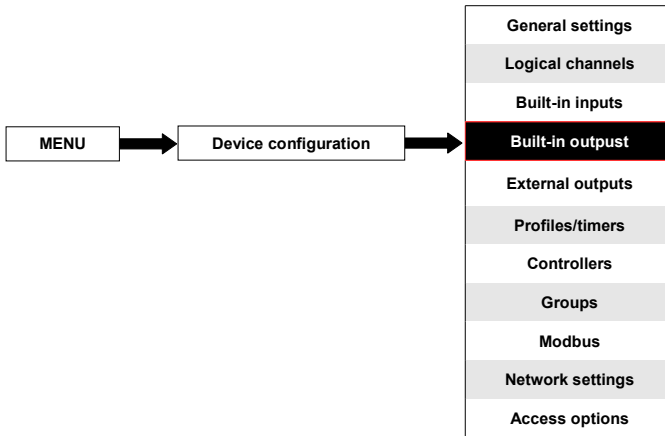 MENU
Device configuration
General settings
Logical channels
Built-in inputs
Built-in outpust
External outputs
Profiles/timers
Controllers
Groups
Modbus
Network settings
Access options